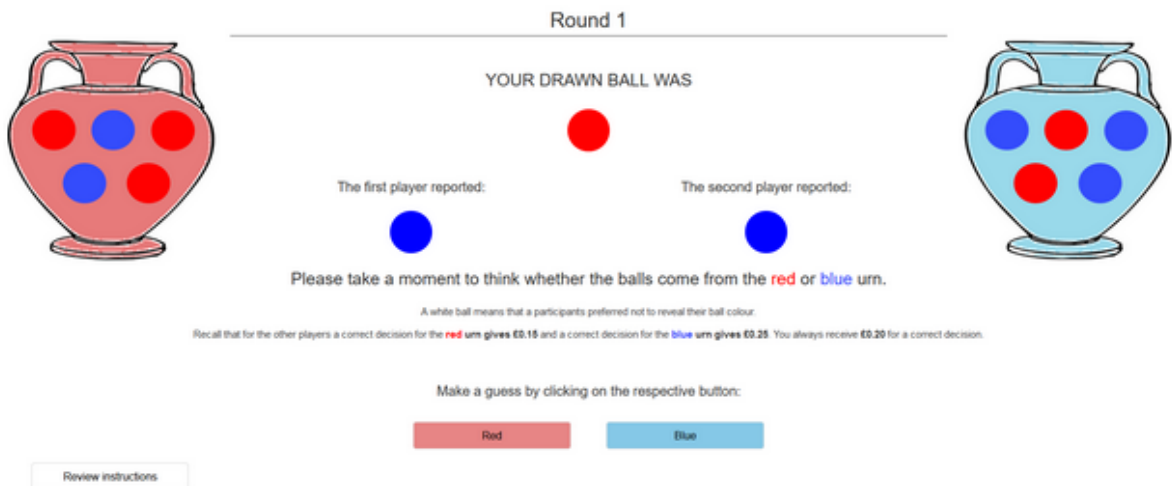 Round 1
YOUR DRAWN BALL WAS
The first player reported:
The second player reported:
Please take a moment to think whether the balls come from the red or blue urn.
A white ball means that a participants preferred not to reveal their ball colour.
Recall that for the other players a correct decision for the red urn gives £0.15 and a correct decision for the blue urn gives £0.25. You always receive £0.20 for a correct decision.
Make a guess by clicking on the respective button:
Red
Blue
Review instructions